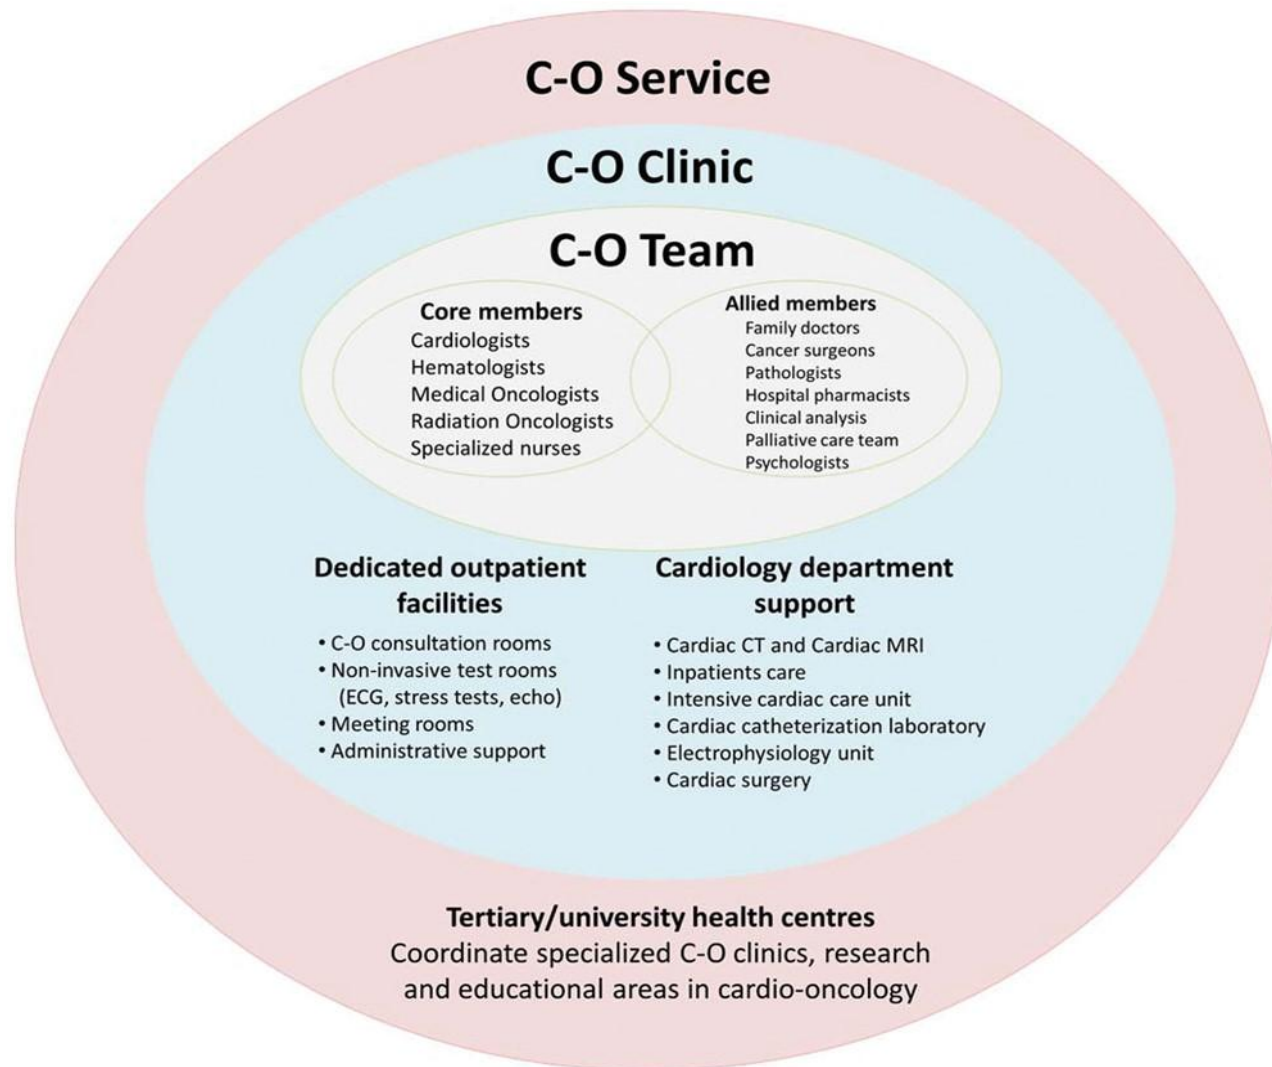 C-O Service
C-O Clinic
C-O Team
Core members
Cardiologists
Hematologists
Medical Oncologists
Radiation Oncologists
Specialized nurses
Allied members
Family doctors
Cancer surgeons
Pathologists
Hospital pharmacists
Clinical analysis
Palliative care team
Psychologists
Dedicated outpatient
facilities
• C-O consultation rooms
• Non-invasive test rooms
(ECG, stress tests, echo)
• Meeting rooms
• Administrative support
Cardiology department
support
• Cardiac CT and Cardiac MRI
• Inpatients care
• Intensive cardiac care unit
• Cardiac catheterization laboratory
• Electrophysiology unit
• Cardiac surgery
Tertiary/university health centres
Coordinate specialized C-O clinics, research
and educational areas in cardio-oncology